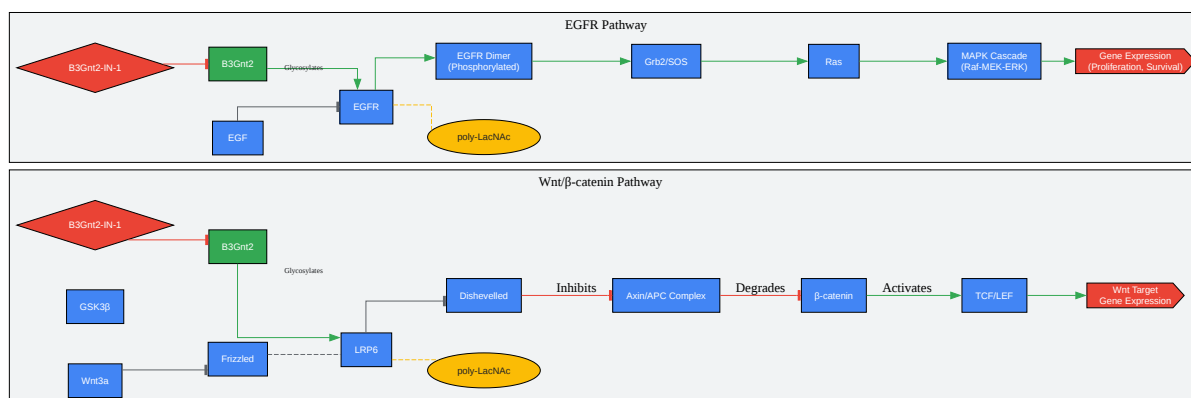 EGFR Pathway
B3Gnt2-IN-1
B3Gnt2
Glycosylates
EGF
EGFR
EGFR Dimer
(Phosphorylated)
Grb2/SOS
Ras
MAPK Cascade
(Raf-MEK-ERK)
Gene Expression
(Proliferation, Survival)
poly-LacNAc
Wnt/β-catenin Pathway
B3Gnt2-IN-1
B3Gnt2
Glycosylates
GSK3β
Wnt3a
Frizzled
LRP6
poly-LacNAc
Dishevelled
Inhibits
Axin/APC Complex
Degrades
β-catenin
Activates
TCF/LEF
Wnt Target
Gene Expression